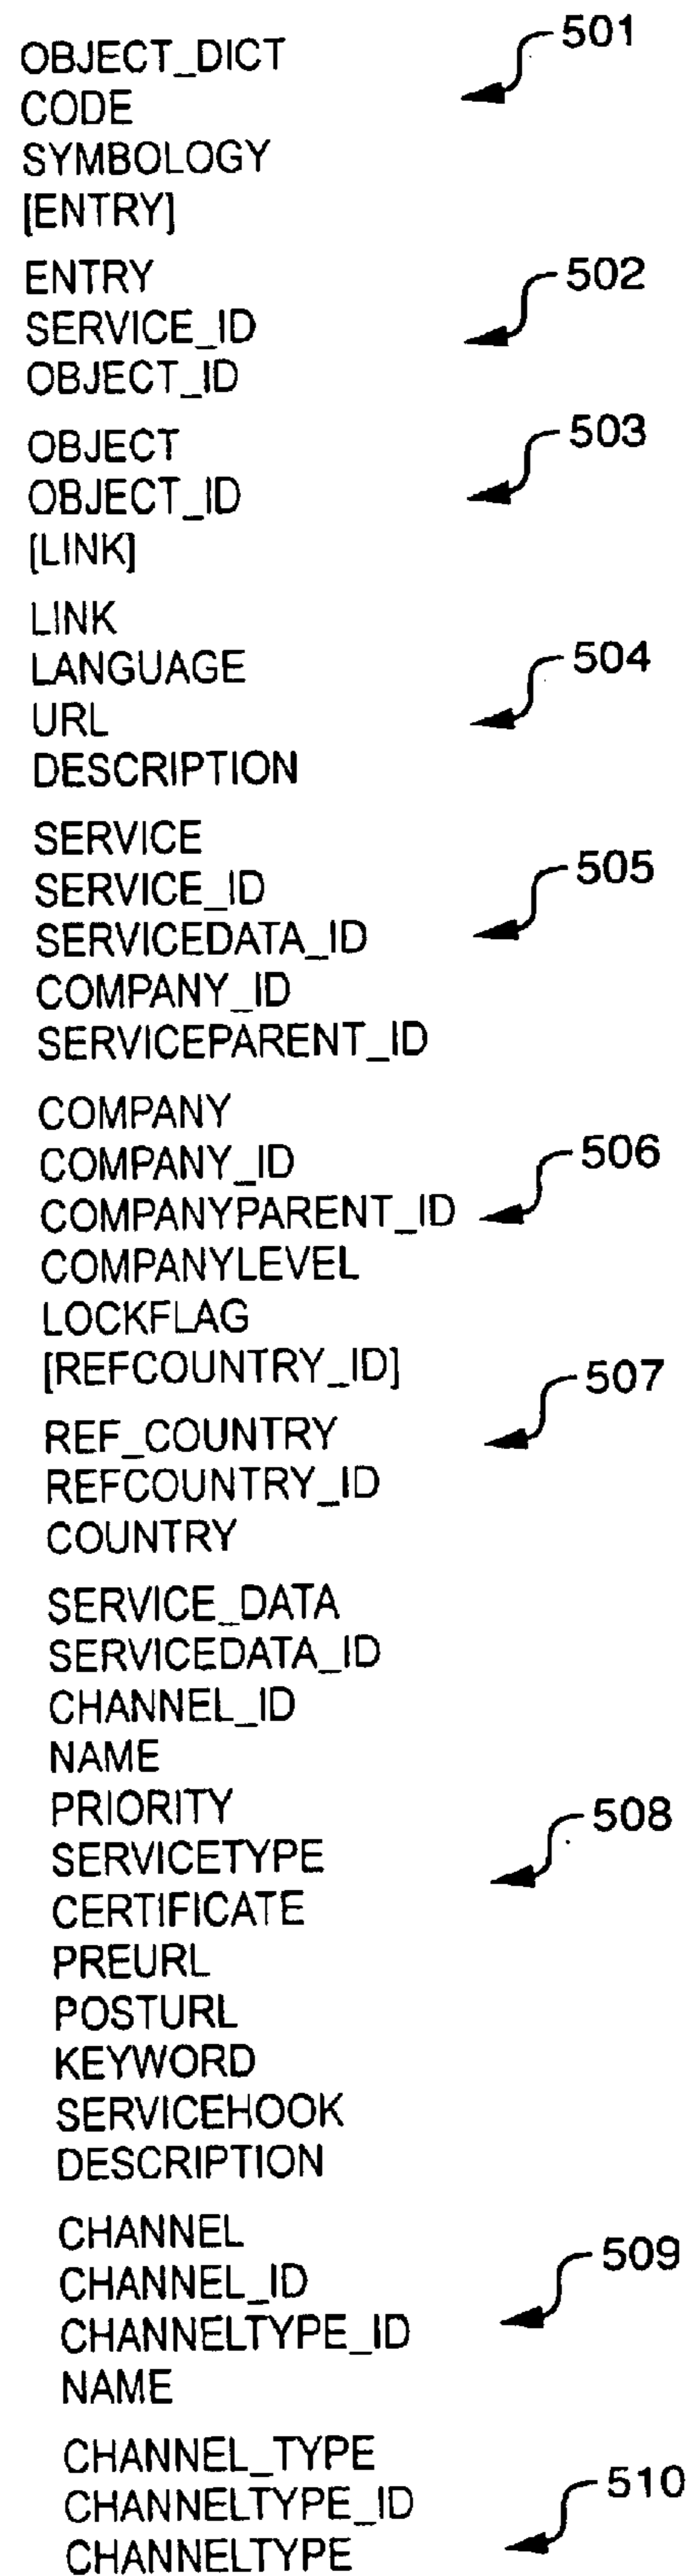 OBJECT_DICT
501
CODE
SYMBOLOGY
[ENTRY]
ENTRY
502
SERVICE_ID
OBJECT_ID
OBJECT
503
OBJECT_ID
[LINK]
LINK
LANGUAGE
504
URL
DESCRIPTION
SERVICE
SERVICE_ID
505
SERVICEDATA_ID
COMPANY_ID
SERVICEPARENT_ID
COMPANY
COMPANY_ID
506
COMPANYPARENT_ID
COMPANYLEVEL
LOCKFLAG
[REFCOUNTRY_ID]
507
REF_COUNTRY
REFCOUNTRY_ID
COUNTRY
SERVICE_DATA
SERVICEDATA_ID
CHANNEL_ID
NAME
PRIORITY
508
SERVICETYPE
CERTIFICATE
PREURL
POSTURL
KEYWORD
SERVICEHOOK
DESCRIPTION
CHANNEL
509
CHANNEL_ID
CHANNELTYPE_ID
NAME
CHANNEL_TYPE
510
CHANNELTYPE_ID
CHANNELTYPE